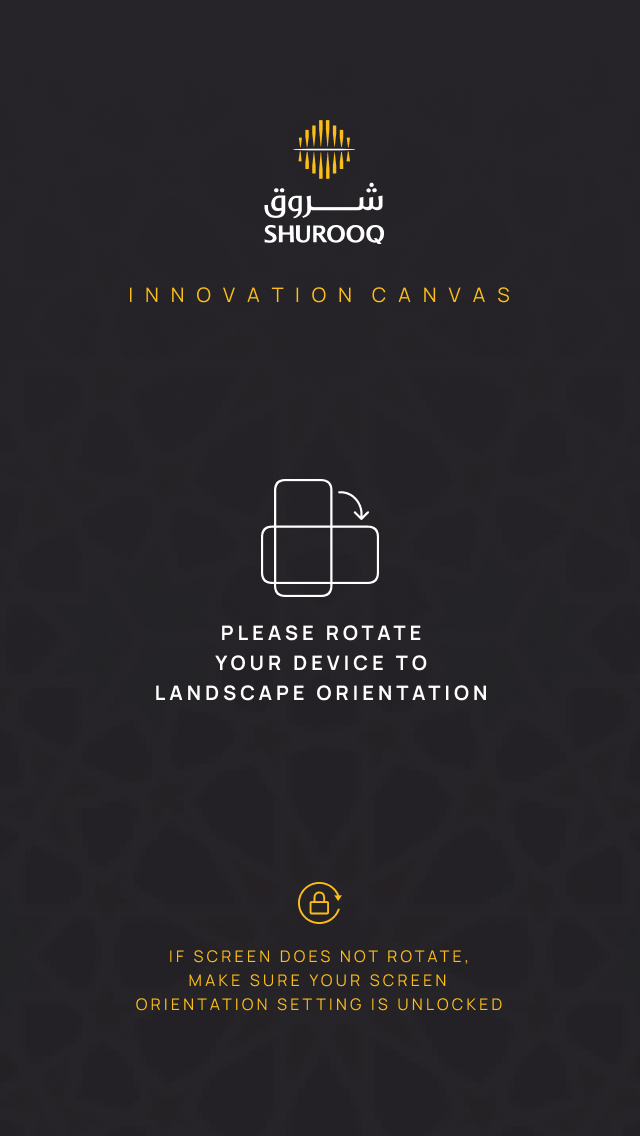 شروق
SHUROOQ
INNOVATION CANVAS
PLEASE ROTATE
YOUR DEVICE TO
LANDSCAPE ORIENTATION
IF SCREEN DOES NOT ROTATE,
MAKE SURE YOUR SCREEN
ORIENTATION SETTING IS UNLOCKED